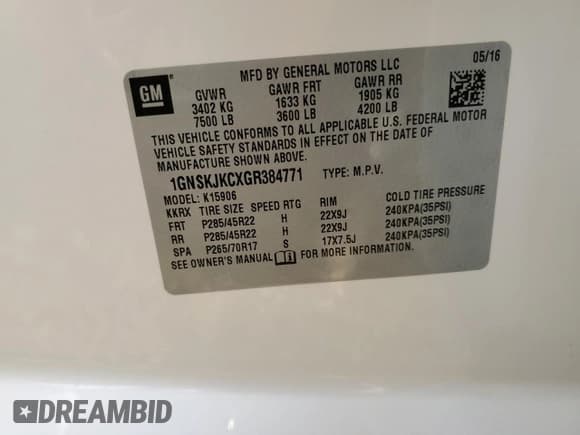 05/16
MFD BY GENERAL MOTORS LLC
GM
GVWR GAWR FRT GAWR RR
3402 KG 1633 KG 1905 KG
7500 LB 3600 LB 4200 LB
THIS VEHICLE CONFORMS TO ALL APPLICABLE U.S. FEDERAL MOTOR
VEHICLE SAFETY STANDARDS IN EFFECT ON THE DATE OF
MANUFACTURE SHOWN ABOVE.
1GNSKJKCXGR384771 TYPE: M.P.V.
MODEL: K15906
KKRX TIRE SIZE SPEED RTG RIM COLD TIRE PRESSURE
FRT P285/45R22 H 22X9J 240KPA(35PSI)
RR P285/45R22 H 22X9J 240KPA(35PSI)
SPA P265/70R17 S 17X7.5J 240KPA(35PSI)
SEE OWNER'S MANUAL FOR MORE INFORMATION.
DREAMBID